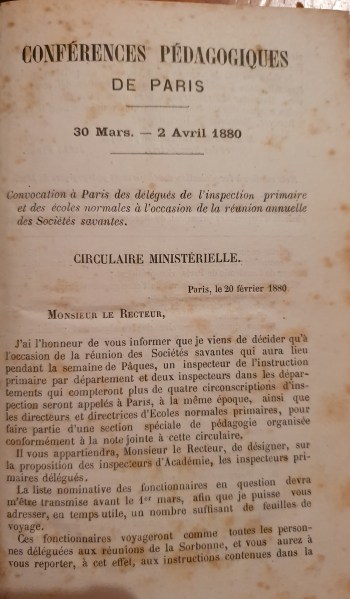 CONFÉRENCES PÉDAGOGIQUES
DE PARIS
30 Mars. — 2 Avril 1880
Convocation à Paris des délégués de l'inspection primaire
et des écoles normales à l'occasion de la réunion annuelle
des Sociétés savantes.
CIRCULAIRE MINISTÉRIELLE.
Paris, le 20 février 1880
MONSIEUR LE RECTEUR,
J'ai l'honneur de vous informer que je viens de décider qu'à
l'occasion de la réunion des Sociétés savantes qui aura lieu
pendant la semaine de Pâques, un inspecteur de l'instruction
primaire par département et deux inspecteurs dans les dépar-
tements qui comptent plus de quatre circonscriptions d'ins-
pection seront appelés à Paris, à la même époque, ainsi que
les directeurs et directrices d'Ecoles normales primaires, pour
faire partie d'une section spéciale de pédagogie organisée
conformément à la note jointe à cette circulaire.
Il vous appartiendra, Monsieur le Recteur, de désigner, sur
la proposition des inspecteurs d'Académie, les inspecteurs pri-
maires délégués.
La liste nominative des fonctionnaires en question devra
m'être transmise avant le 1er mars, afin que je puisse vous
adresser, en temps utile, un nombre suffisant de feuilles de
voyage.
Ces fonctionnaires voyageront comme toutes les person-
nes déléguées aux réunions de la Sorbonne, et vous aurez à
vous reporter, à cet effet, aux instructions contenues dans la